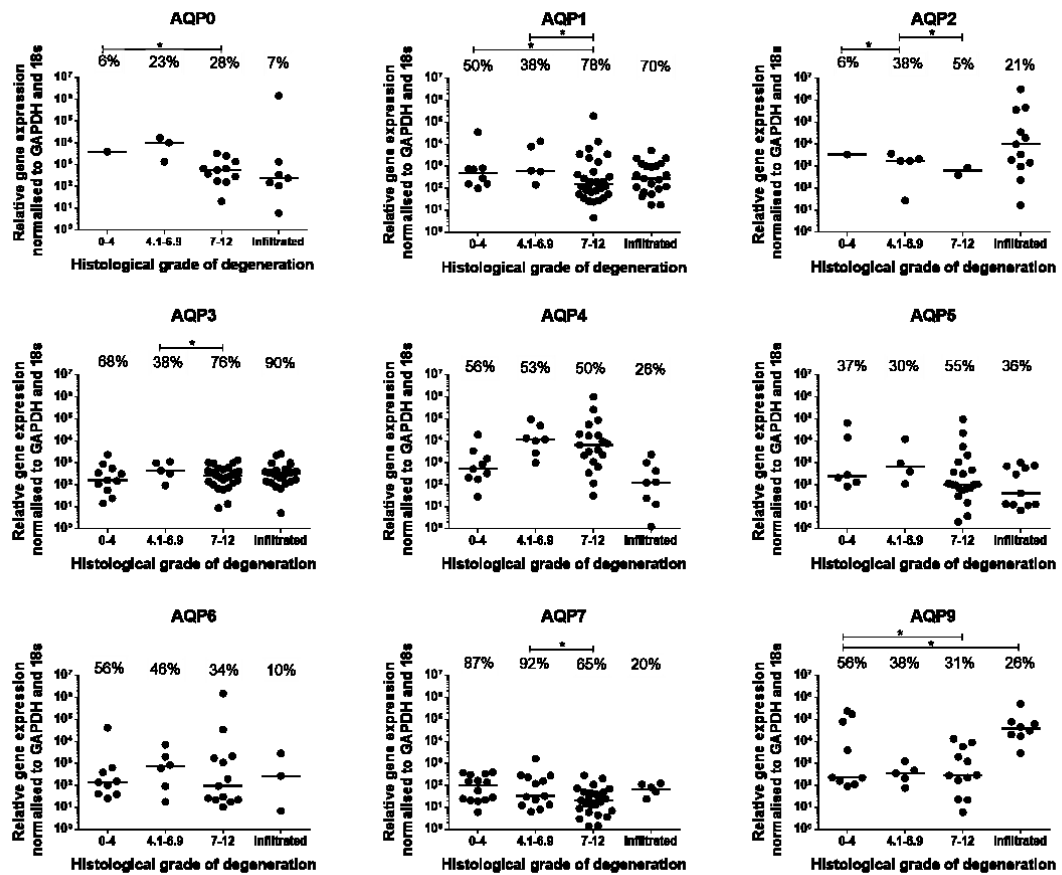 AQP0
*
6% 23% 28% 7%
Relative gene expression
normalised to GAPDH and 18s
0-4 4.1-6.9 7-12 Infiltrated
Histological grade of degeneration
AQP1
*
*
50% 38% 78% 70%
Relative gene expression
normalised to GAPDH and 18s
0-4 4.1-6.9 7-12 Infiltrated
Histological grade of degeneration
AQP2
* *
6% 38% 5% 21%
Relative gene expression
normalised to GAPDH and 18s
0-4 4.1-6.9 7-12 Infiltrated
Histological grade of degeneration
AQP3
*
68% 38% 76% 90%
Relative gene expression
normalised to GAPDH and 18s
0-4 4.1-6.9 7-12 Infiltrated
Histological grade of degeneration
AQP4
56% 53% 50% 26%
Relative gene expression
normalised to GAPDH and 18s
0-4 4.1-6.9 7-12 Infiltrated
Histological grade of degeneration
AQP5
37% 30% 55% 36%
Relative gene expression
normalised to GAPDH and 18s
0-4 4.1-6.9 7-12 Infiltrated
Histological grade of degeneration
AQP6
56% 46% 34% 10%
Relative gene expression
normalised to GAPDH and 18s
0-4 4.1-6.9 7-12 Infiltrated
Histological grade of degeneration
AQP7
*
87% 92% 65% 20%
Relative gene expression
normalised to GAPDH and 18s
0-4 4.1-6.9 7-12 Infiltrated
Histological grade of degeneration
AQP9
*
*
56% 38% 31% 26%
Relative gene expression
normalised to GAPDH and 18s
0-4 4.1-6.9 7-12 Infiltrated
Histological grade of degeneration